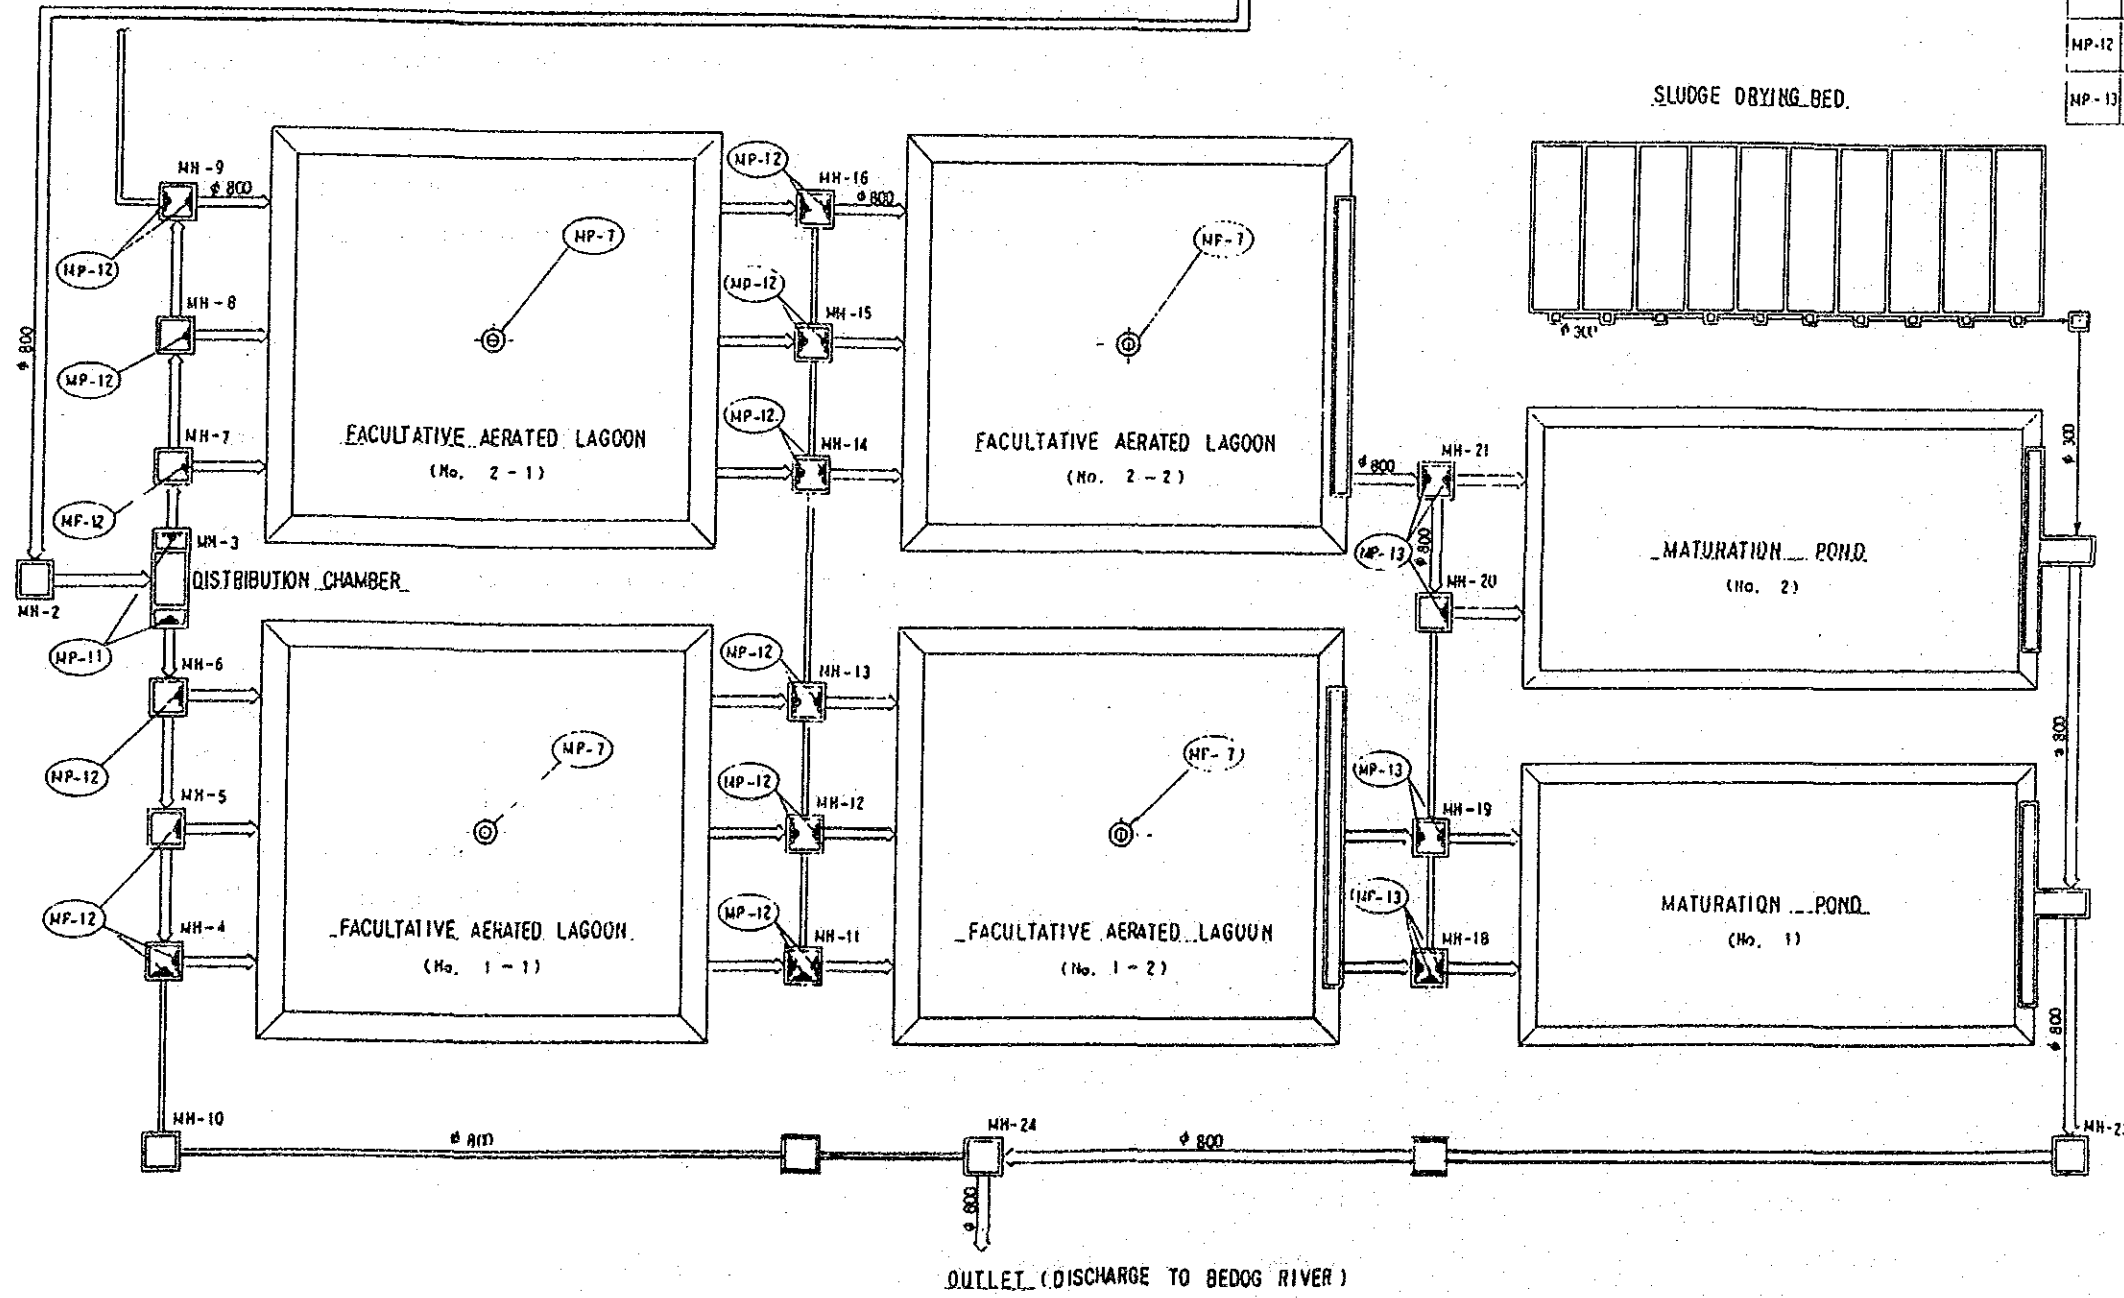 MP-12
MP-13
SLUDGE DRYING BED
MH-9
φ 800
MP-12
MH-16
φ 800
MP-7
MP-7
MP-12
MP-12
MH-8
MH-15
φ 300
φ 800
MP-12
MP-12
MH-7
FACULTATIVE AERATED LAGOON
(No. 2-1)
MH-14
FACULTATIVE AERATED LAGOON
(No. 2-2)
φ 800
MH-21
φ 300
MP-12
MH-3
MP-13
φ 800
MATURATION POND
(No. 2)
DISTRIBUTION CHAMBER
MH-2
MH-20
MP-11
MH-6
MP-12
MH-13
MP-12
MP-7
MP-7
φ 800
MP-12
MP-13
MH-5
MH-12
MH-19
MP-12
MH-4
FACULTATIVE AERATED LAGOON
(No. 1-1)
MP-12
MH-11
FACULTATIVE AERATED LAGOON
(No. 1-2)
MP-13
MH-18
MATURATION POND
(No. 1)
φ 800
MH-10
φ 800
MH-24
φ 800
φ 800
OUTLET (DISCHARGE TO BEDOG RIVER)